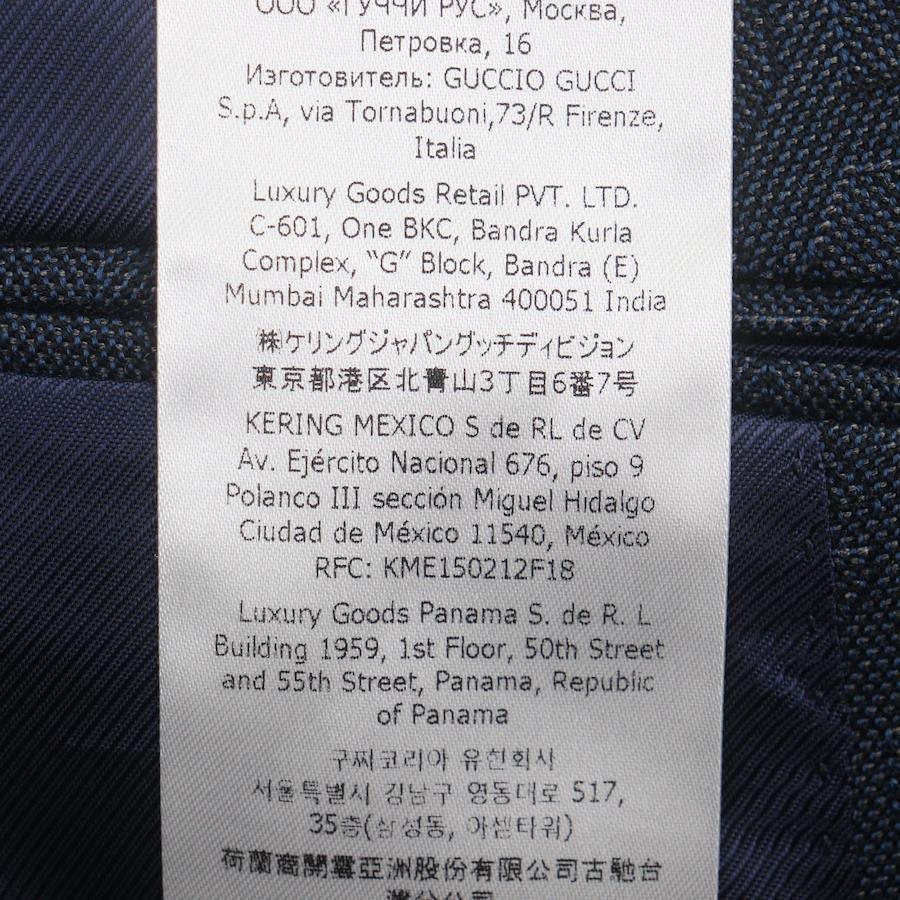 ООО «ГУЧЧИ РУС», Москва,
Петровка, 16
Изготовитель: GUCCIO GUCCI
S.p.A, via Tornabuoni,73/R Firenze,
Italia
Luxury Goods Retail PVT. LTD.
C-601, One BKC, Bandra Kurla
Complex, “G” Block, Bandra (E)
Mumbai Maharashtra 400051 India
㈱ケリングジャパングッチディビジョン
東京都港区北青山3丁目6番7号
KERING MEXICO S de RL de CV
Av. Ejército Nacional 676, piso 9
Polanco III sección Miguel Hidalgo
Ciudad de México 11540, México
RFC: KME150212F18
Luxury Goods Panama S. de R. L
Building 1959, 1st Floor, 50th Street
and 55th Street, Panama, Republic
of Panama
구찌코리아 유한회사
서울특별시 강남구 영동대로 517,
35층(삼성동, 아셈타워)
荷蘭商開雲亞洲股份有限公司古馳台
灣分公司